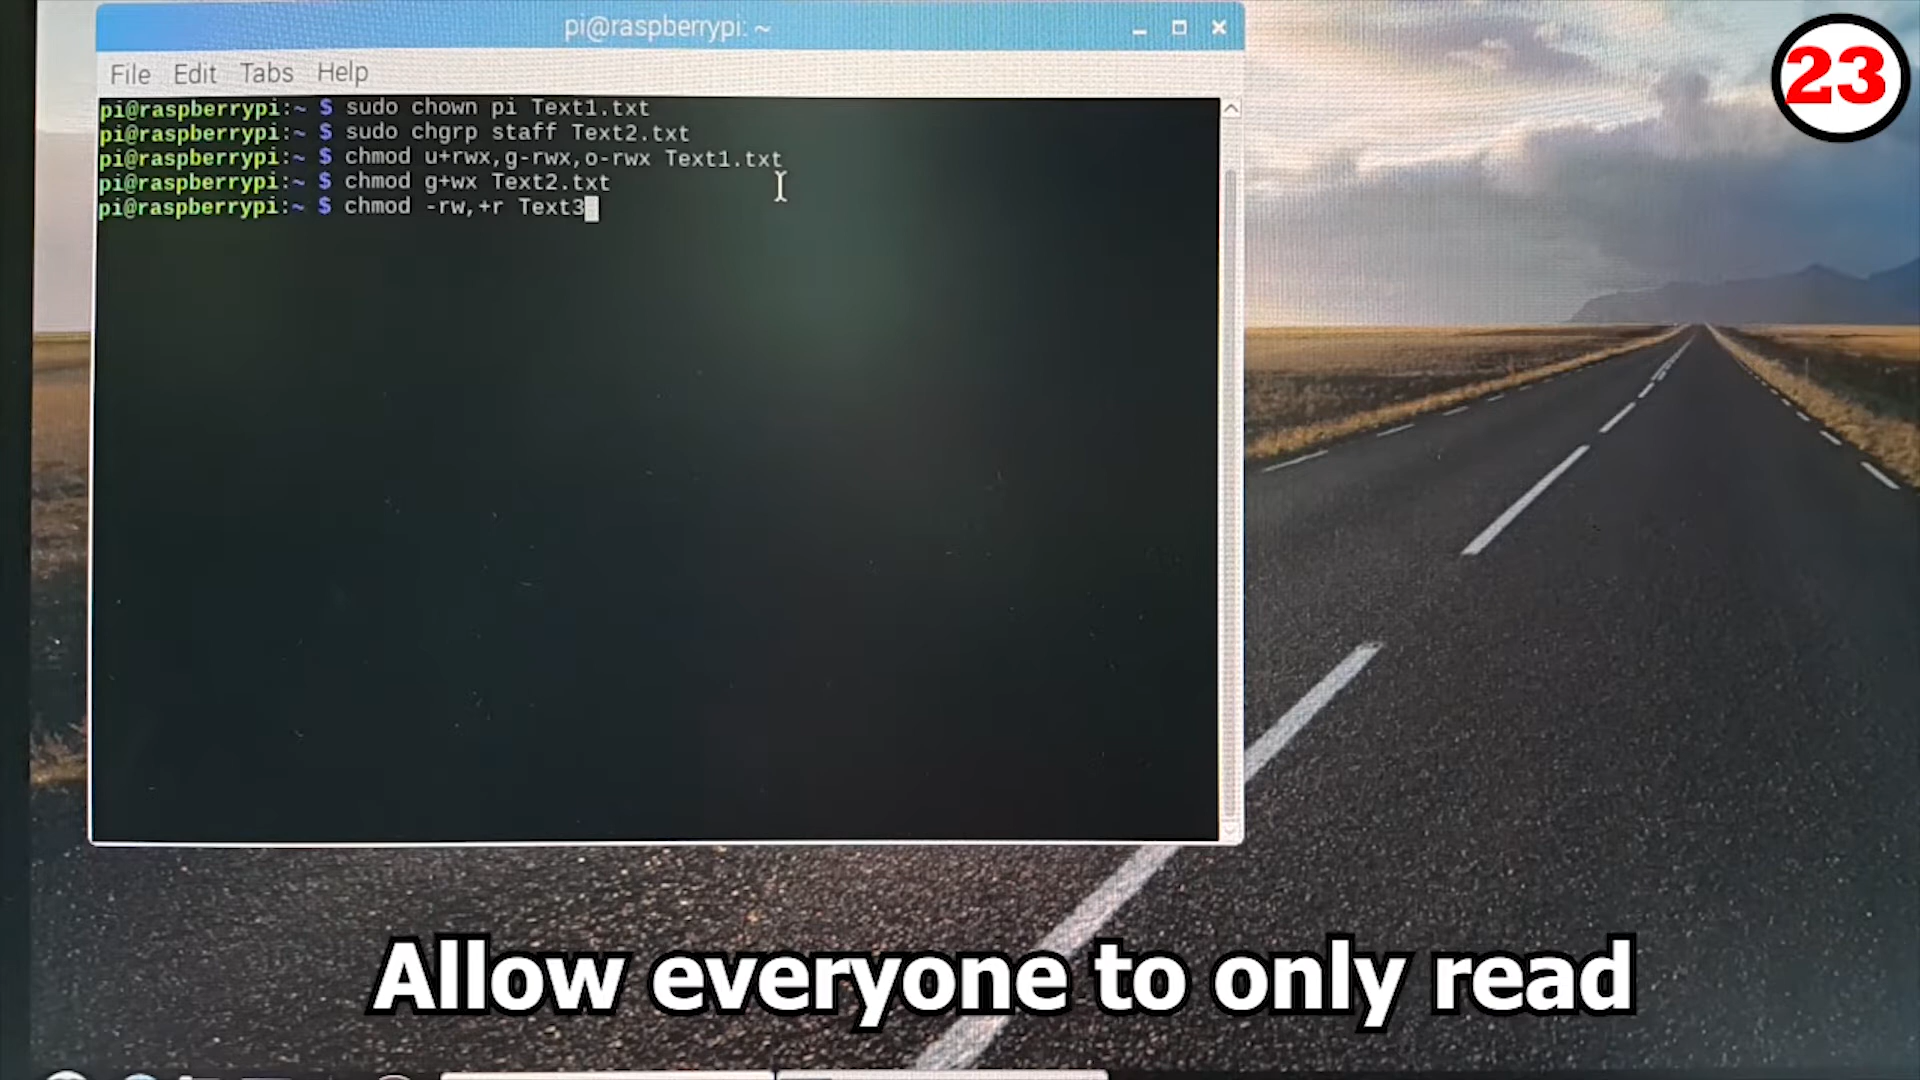 pi@raspberrypi: ~
23
File Edit Tabs Help
pi@raspberrypi:~ $ sudo chown pi Text1.txt
pi@raspberrypi:~ $ sudo chgrp staff Text2.txt
pi@raspberrypi:~ $ chmod u+rwx,g-rwx,o-rwx Text1.txt
pi@raspberrypi:~ $ chmod g+wx Text2.txt
pi@raspberrypi:~ $ chmod -rw,+r Text3
Allow everyone to only read